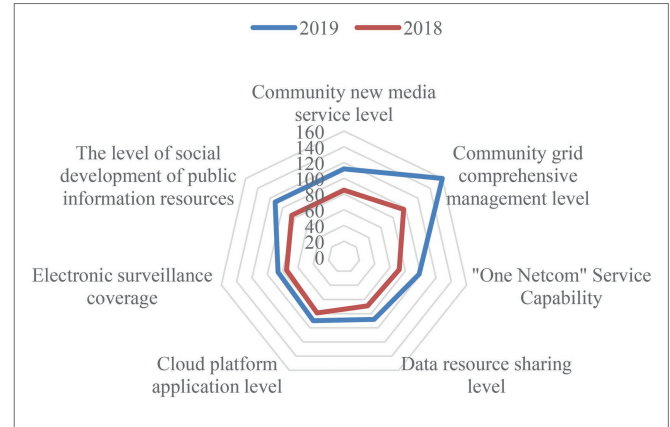 2019 2018
Community new media
service level
160
140
120
100
80
60
40
20
0
Community grid
comprehensive
management level
"One Netcom" Service
Capability
Data resource sharing
level
Cloud platform
application level
Electronic surveillance
coverage
The level of social
development of public
information resources